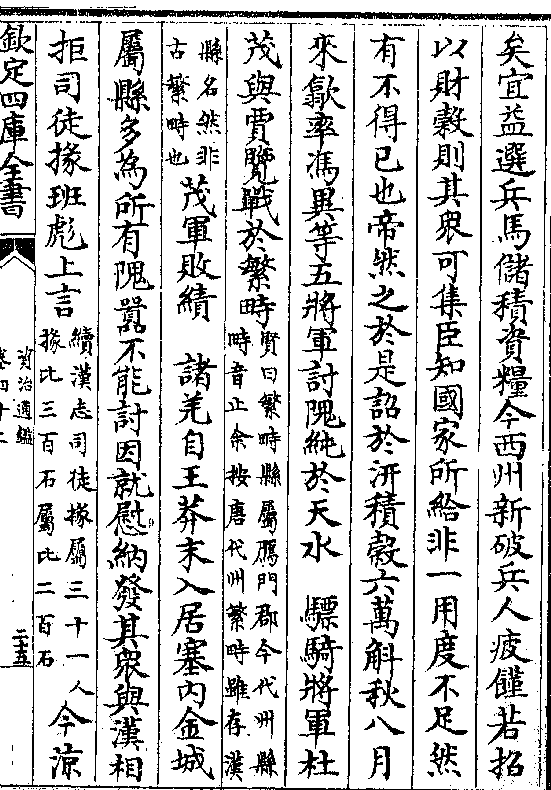 矣宜益選兵馬儲積資糧今西州新破兵人疲饉若招
以財穀則其衆可集臣知國家所給非一用度不足然
有不得已也帝然之於是詔於汧積穀六萬斛秋八月
來歙率馮異等五將軍討隗純於天水　驃騎將軍杜
茂與賈覽戰於繁畤賢曰繁畤縣屬鴈門郡今代州縣
畤音止余按唐代州繁畤雖存漢
縣名然非
古繁畤也茂軍敗績　諸羌自王莽末入居塞内金城
屬縣多為所有隗囂不能討因就慰納發其衆與漢相
拒司徒掾班彪上言續漢志司徒掾屬三十一人
掾比三百石屬比二百石今涼
欽定四庫全書
資治通鑑
卷四十二
二十五